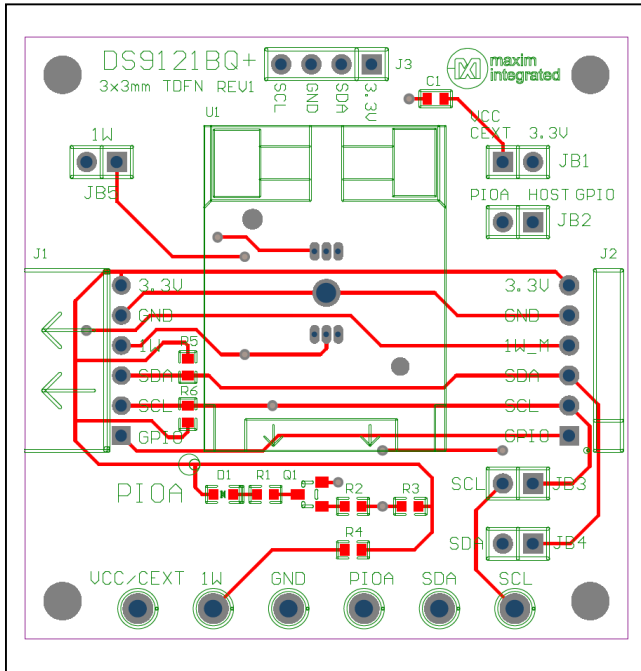 DS9121BQ+
3x3mm TDFN REV1
J3
SCL
GND
SDA
3.3V
maxim
integrated
C1
U1
VCC
CEXT 3.3V
1W
JB1
JB5
PIOA HOST GPIO
JB2
J1
J2
3.3V
3.3V
GND
GND
1W
1W_M
R5
SDA
SDA
R6
SCL
SCL
GPIO
GPIO
PIOA
D1
R1
Q1
R2
R3
SCL
JB3
R4
SDA
JB4
VCC/CEXT
1W
GND
PIOA
SDA
SCL